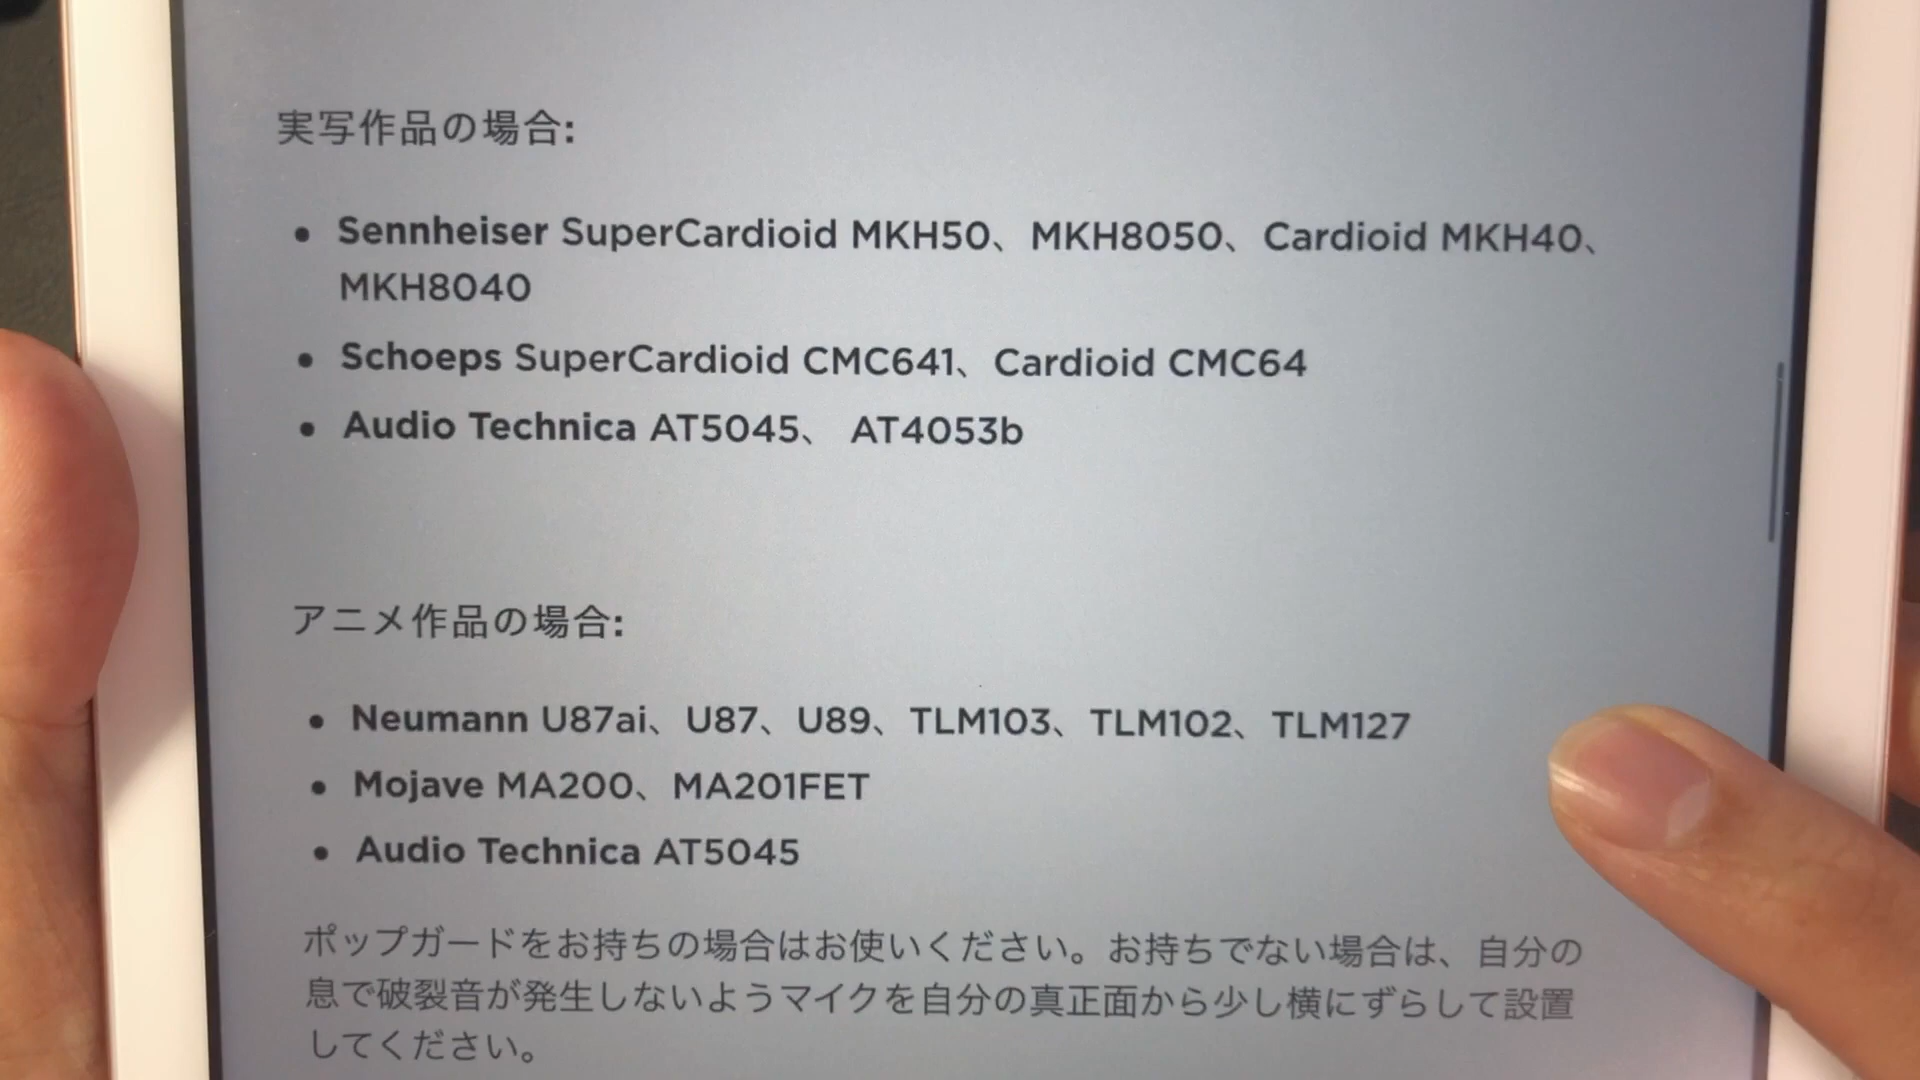 実写作品の場合:
• Sennheiser SuperCardioid MKH50、MKH8050、Cardioid MKH40、
MKH8040
• Schoeps SuperCardioid CMC641、Cardioid CMC64
• Audio Technica AT5045、 AT4053b
アニメ作品の場合:
• Neumann U87ai、U87、U89、TLM103、TLM102、TLM127
• Mojave MA200、MA201FET
• Audio Technica AT5045
ポップガードをお持ちの場合はお使いください。お持ちでない場合は、自分の
息で破裂音が発生しないようマイクを自分の真正面から少し横にずらして設置
してください。